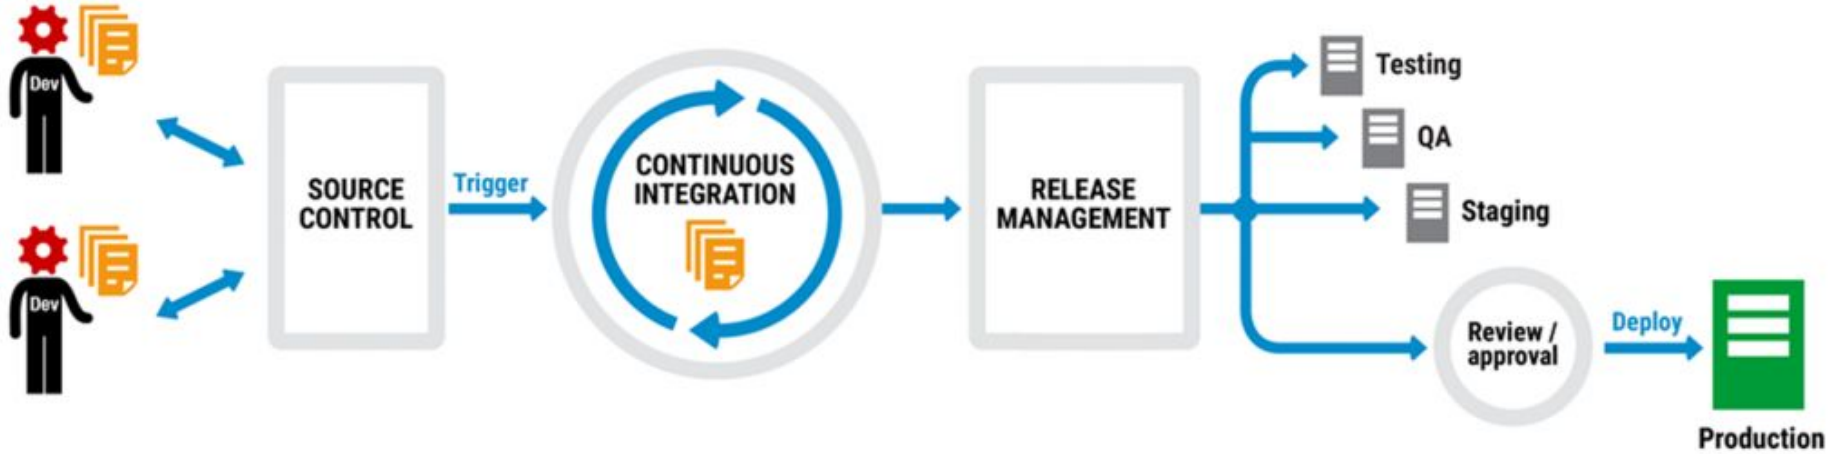 Dev
Dev
SOURCE
CONTROL
Trigger
CONTINUOUS
INTEGRATION
RELEASE
MANAGEMENT
Testing
QA
Staging
Review /
approval
Deploy
Production